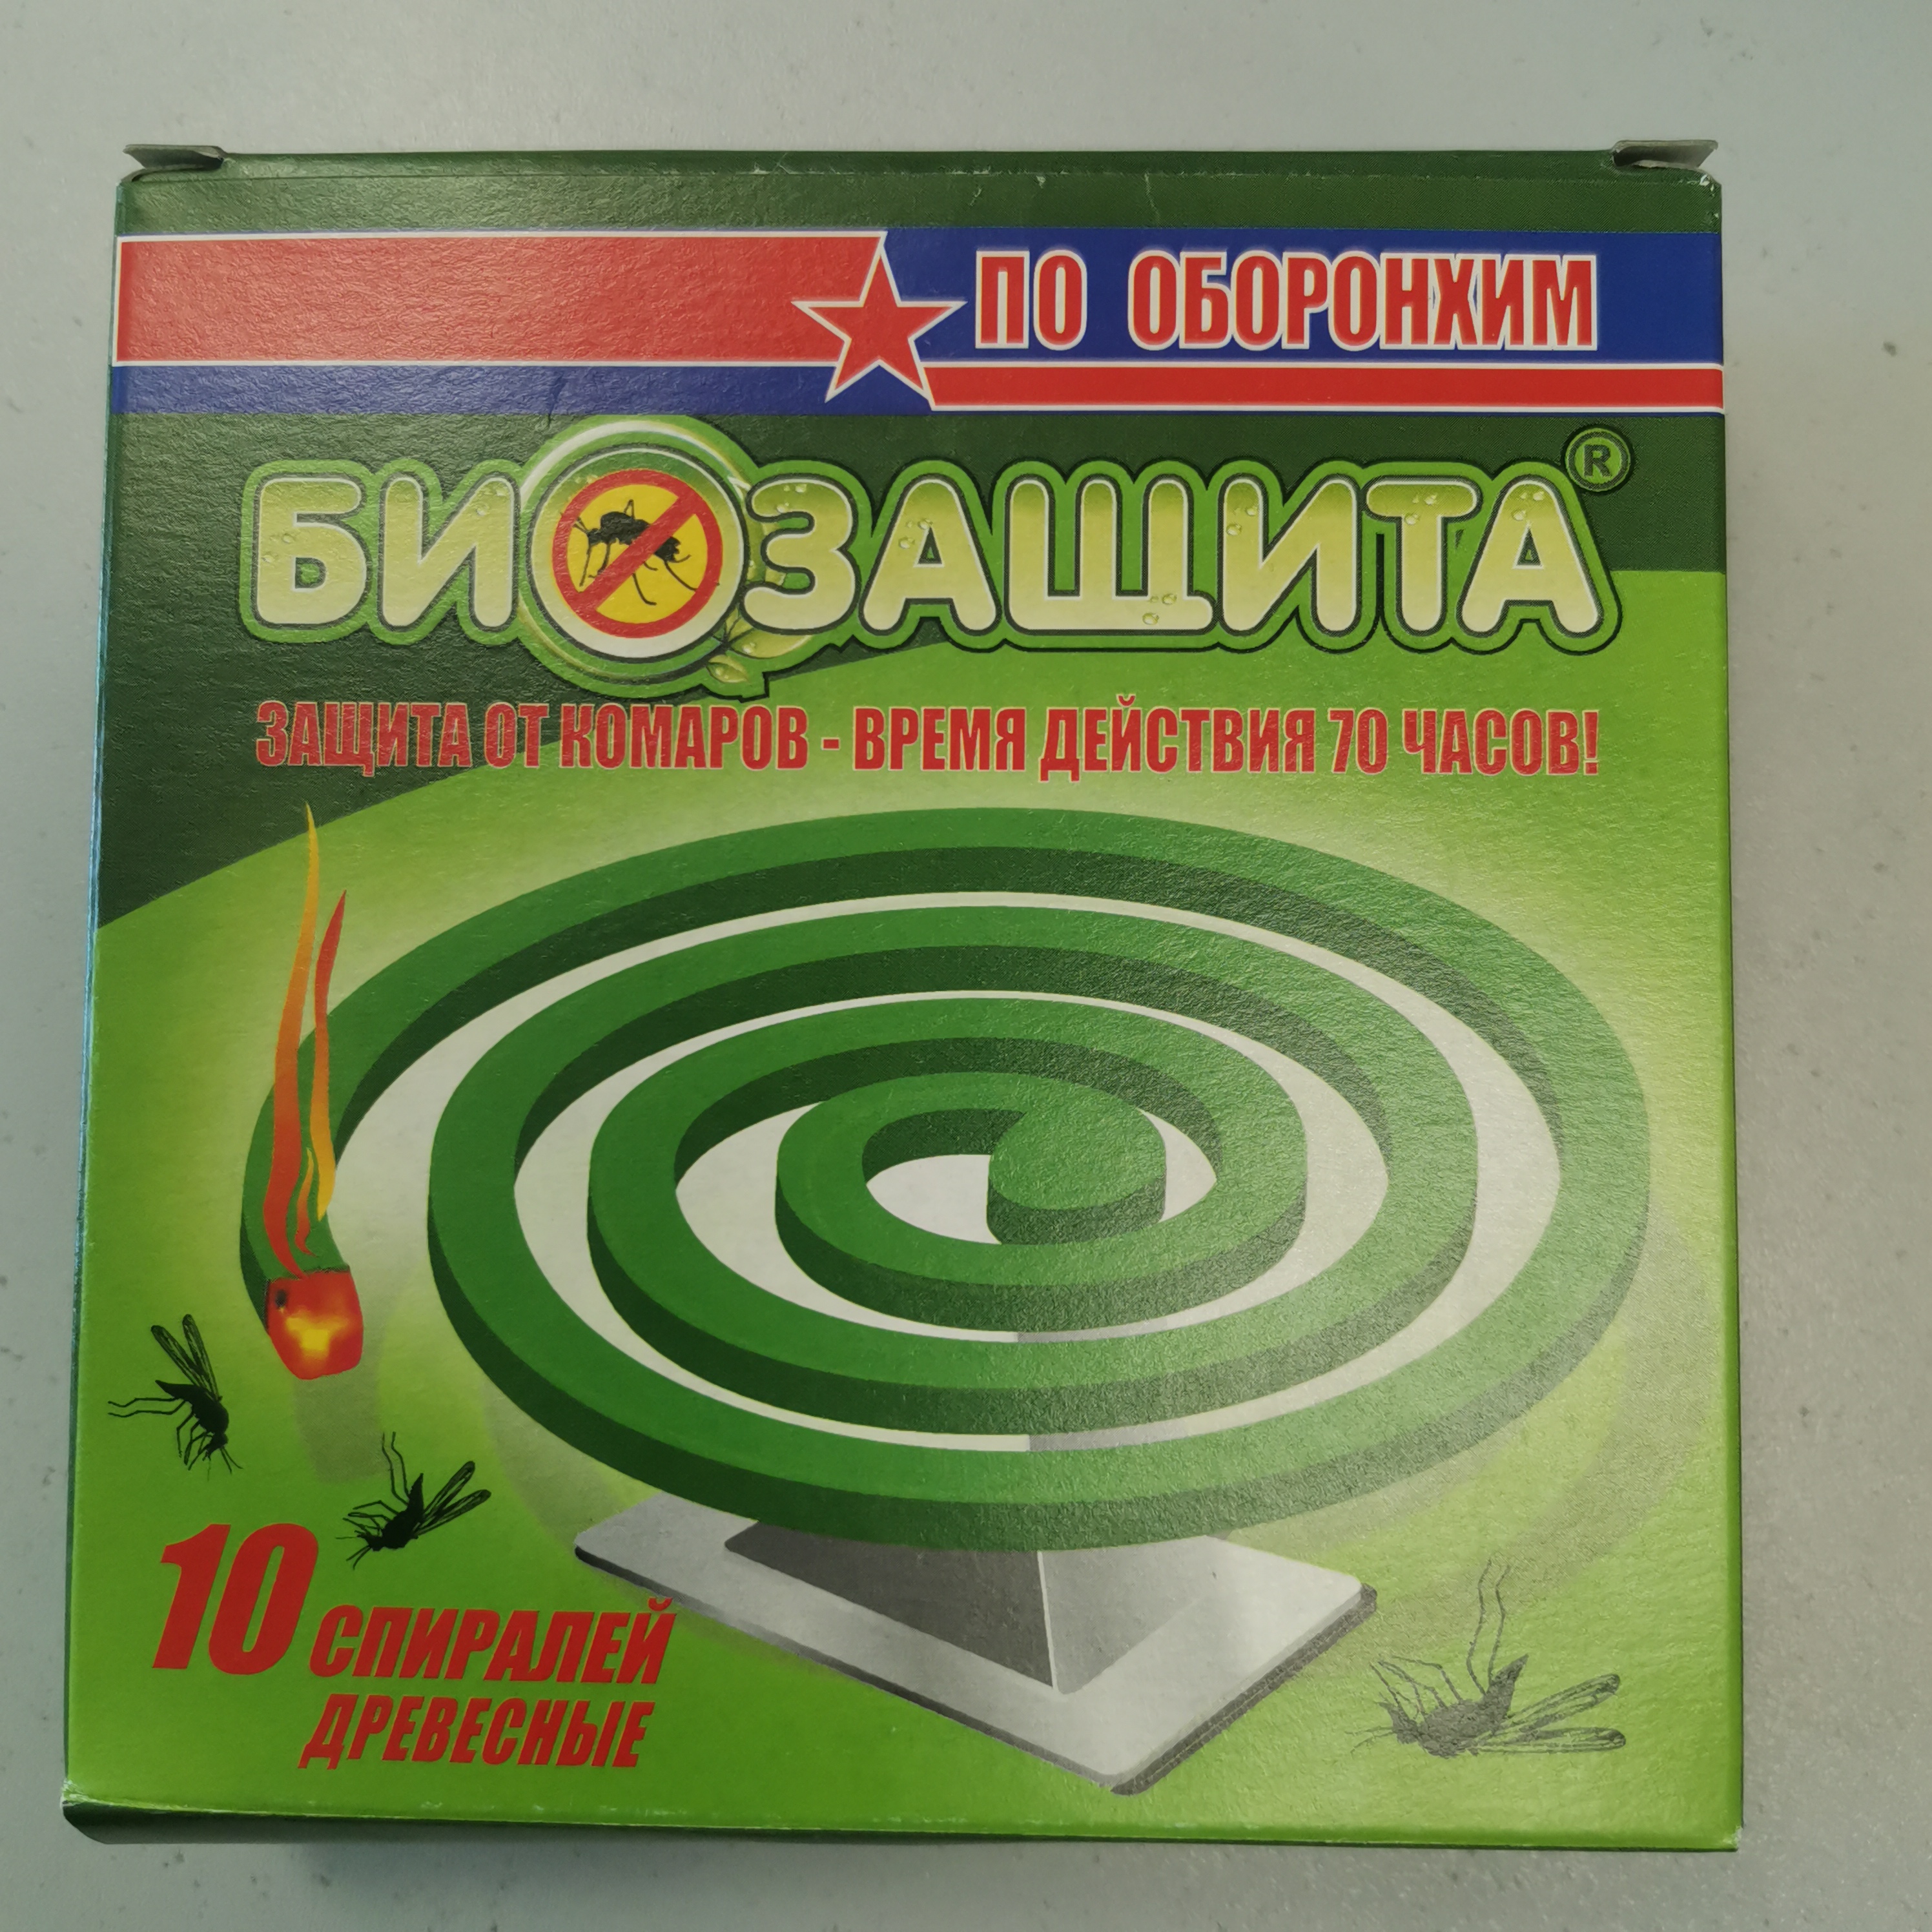 ПО ОБОРОНХИМ
БИОЗАЩИТА®
ЗАЩИТА ОТ КОМАРОВ - ВРЕМЯ ДЕЙСТВИЯ 70 ЧАСОВ!
10 СПИРАЛЕЙ
ДРЕВЕСНЫЕ